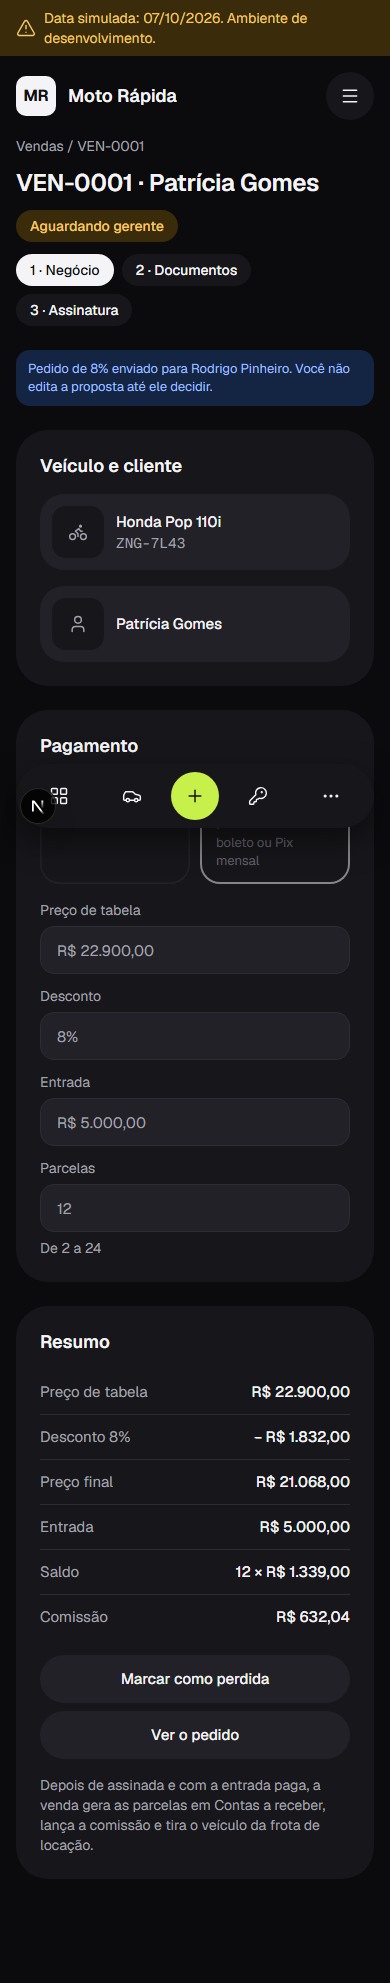 Data simulada: 07/10/2026. Ambiente de
desenvolvimento.
MR
Moto Rápida
Vendas / VEN-0001
VEN-0001 · Patrícia Gomes
Aguardando gerente
1 · Negócio
2 · Documentos
3 · Assinatura
Pedido de 8% enviado para Rodrigo Pinheiro. Você não
edita a proposta até ele decidir.
Veículo e cliente
Honda Pop 110i
ZNG-7L43
Patrícia Gomes
Pagamento
N
boleto ou Pix
mensal
Preço de tabela
R$ 22.900,00
Desconto
8%
Entrada
R$ 5.000,00
Parcelas
12
De 2 a 24
Resumo
Preço de tabela
R$ 22.900,00
Desconto 8%
– R$ 1.832,00
Preço final
R$ 21.068,00
Entrada
R$ 5.000,00
Saldo
12 × R$ 1.339,00
Comissão
R$ 632,04
Marcar como perdida
Ver o pedido
Depois de assinada e com a entrada paga, a
venda gera as parcelas em Contas a receber,
lança a comissão e tira o veículo da frota de
locação.